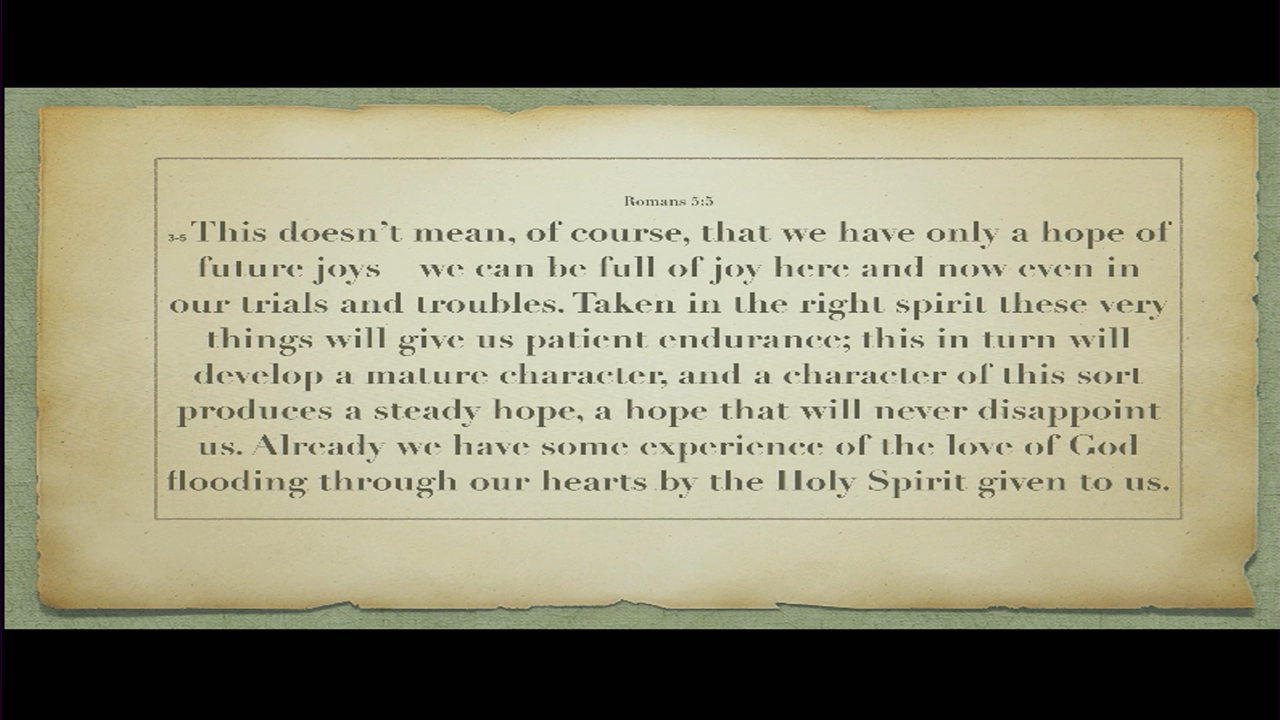 Romans 5:5
3-5 This doesn't mean, of course, that we have only a hope of
future joys we can be full of joy here and now even in
our trials and troubles. Taken in the right spirit these very
things will give us patient endurance; this in turn will
develop a mature character, and a character of this sort
produces a steady hope, a hope that will never disappoint
us. Already we have some experience of the love of God
flooding through our hearts by the Holy Spirit given to us.